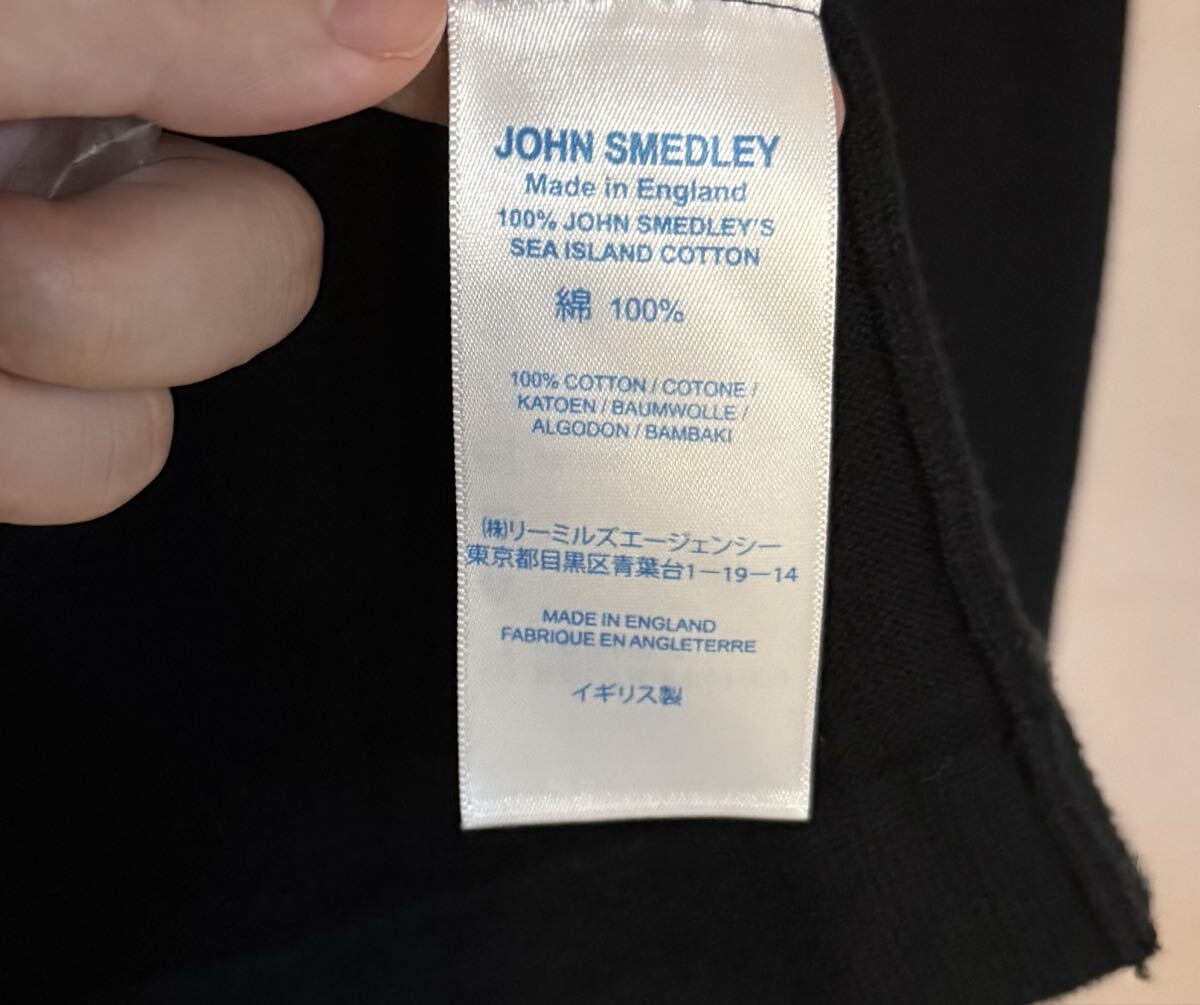 JOHN SMEDLEY
Made in England
100% JOHN SMEDLEY'S
SEA ISLAND COTTON
綿 100%
100% COTTON / COTONE /
KATOEN / BAUMWOLLE /
ALGODON / BAMBAKI
㈱リーミルズエージェンシー
東京都目黒区青葉台1-19-14
MADE IN ENGLAND
FABRIQUE EN ANGLETERRE
イギリス製